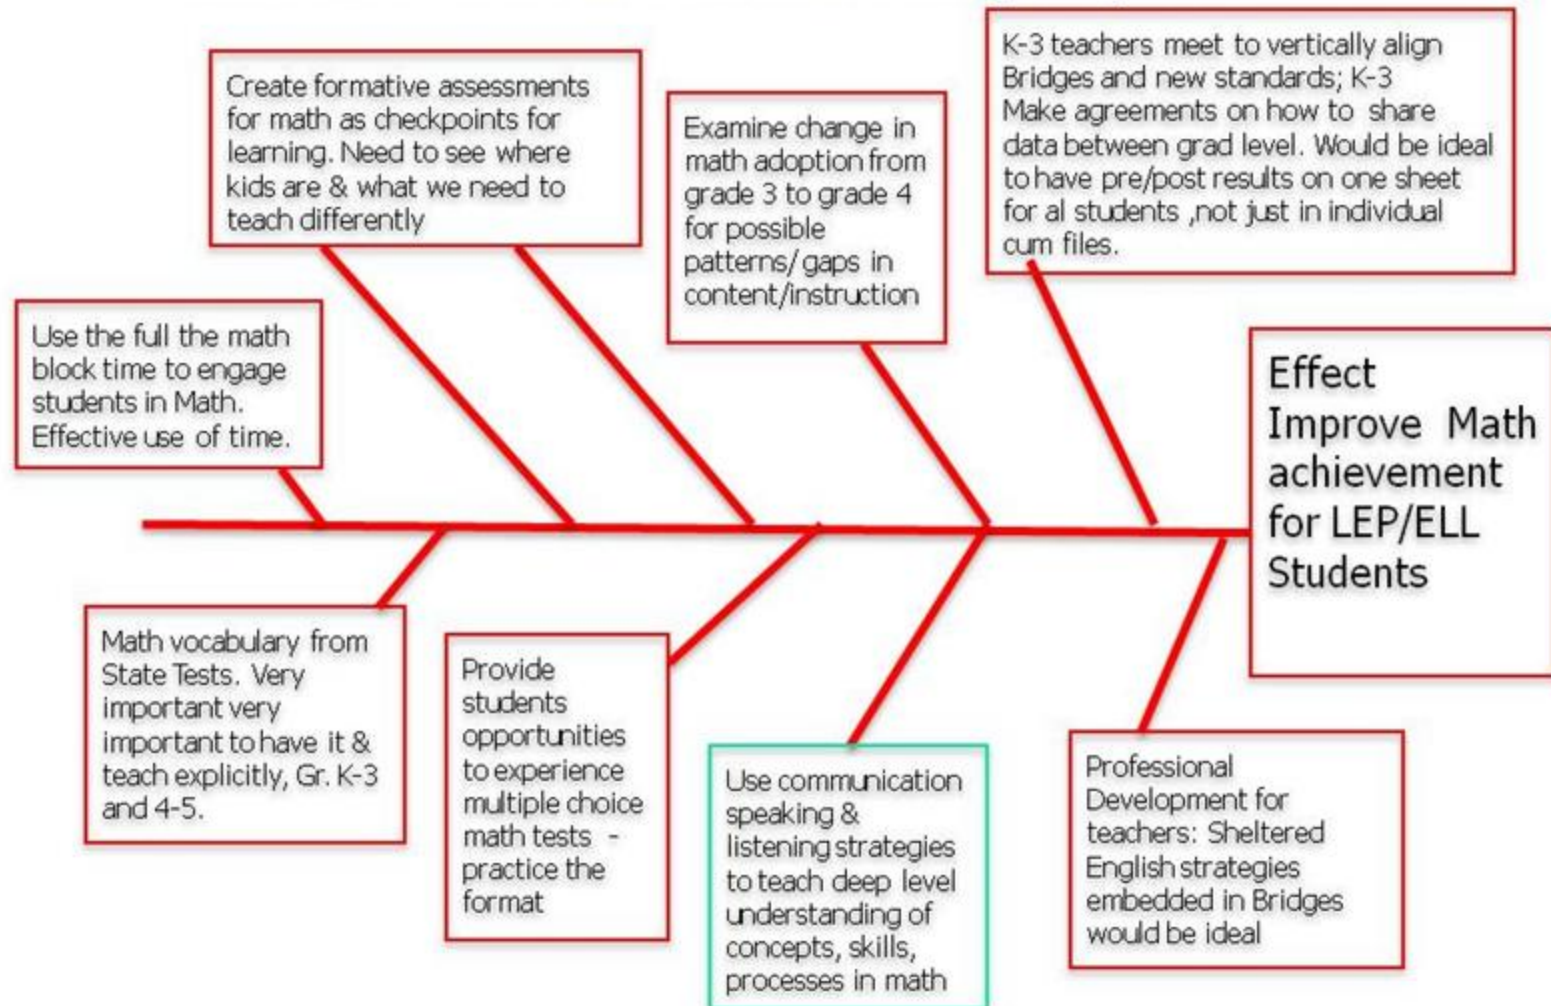 Create formative assessments
for math as checkpoints for
learning. Need to see where
kids are & what we need to
teach differently
Examine change in
math adoption from
grade 3 to grade 4
for possible
patterns/ gaps in
content/instruction
K-3 teachers meet to vertically align
Bridges and new standards; K-3
Make agreements on how to share
data between grad level. Would be ideal
to have pre/post results on one sheet
for al students ,not just in individual
cum files.
Use the full the math
block time to engage
students in Math.
Effective use of time.
Effect
Improve Math
achievement
for LEP/ELL
Students
Math vocabulary from
State Tests. Very
important very
important to have it &
teach explicitly, Gr. K-3
and 4-5.
Provide
students
opportunities
to experience
multiple choice
math tests -
practice the
format
Use communication
speaking &
listening strategies
to teach deep level
understanding of
concepts, skills,
processes in math
Professional
Development for
teachers: Sheltered
English strategies
embedded in Bridges
would be ideal